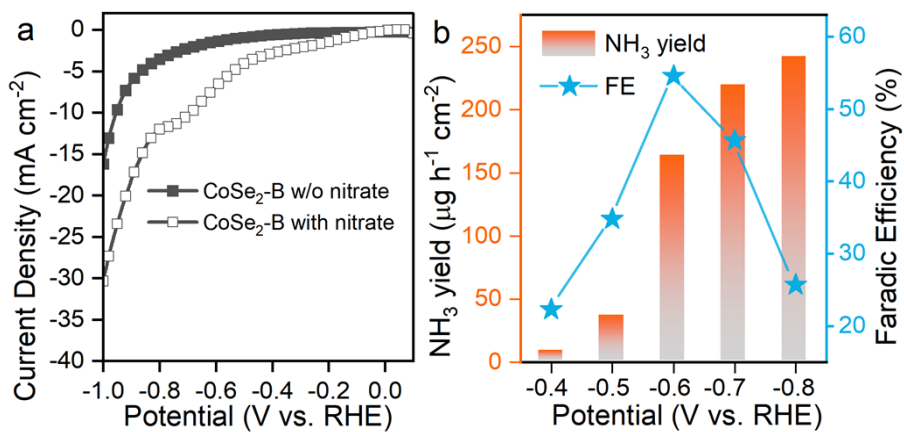 a
Current Density (mA cm⁻²)
0
-5
-10
-15
-20
-25
-30
-35
-40
CoSe₂-B w/o nitrate
CoSe₂-B with nitrate
-1.0 -0.8 -0.6 -0.4 -0.2 0.0
Potential (V vs. RHE)
b
NH₃ yield (μg h⁻¹ cm⁻²)
250
200
150
100
50
0
NH₃ yield
FE
60
50
40
30
20
Faradic Efficiency (%)
-0.4 -0.5 -0.6 -0.7 -0.8
Potential (V vs. RHE)